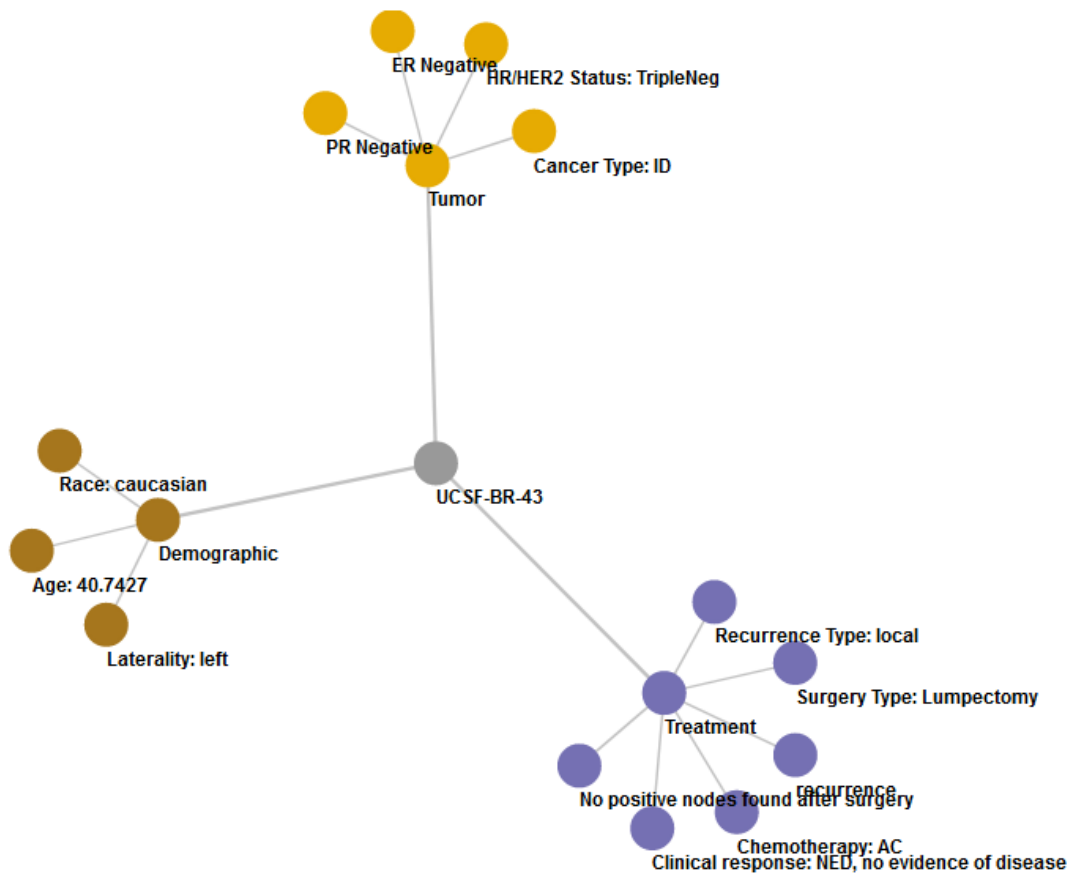 ER Negative
HR/HER2 Status: TripleNeg
PR Negative
Cancer Type: ID
Tumor
Race: caucasian
UCSF-BR-43
Demographic
Age: 40.7427
Laterality: left
Recurrence Type: local
Surgery Type: Lumpectomy
Treatment
recurrence
No positive nodes found after surgery
Chemotherapy: AC
Clinical response: NED, no evidence of disease